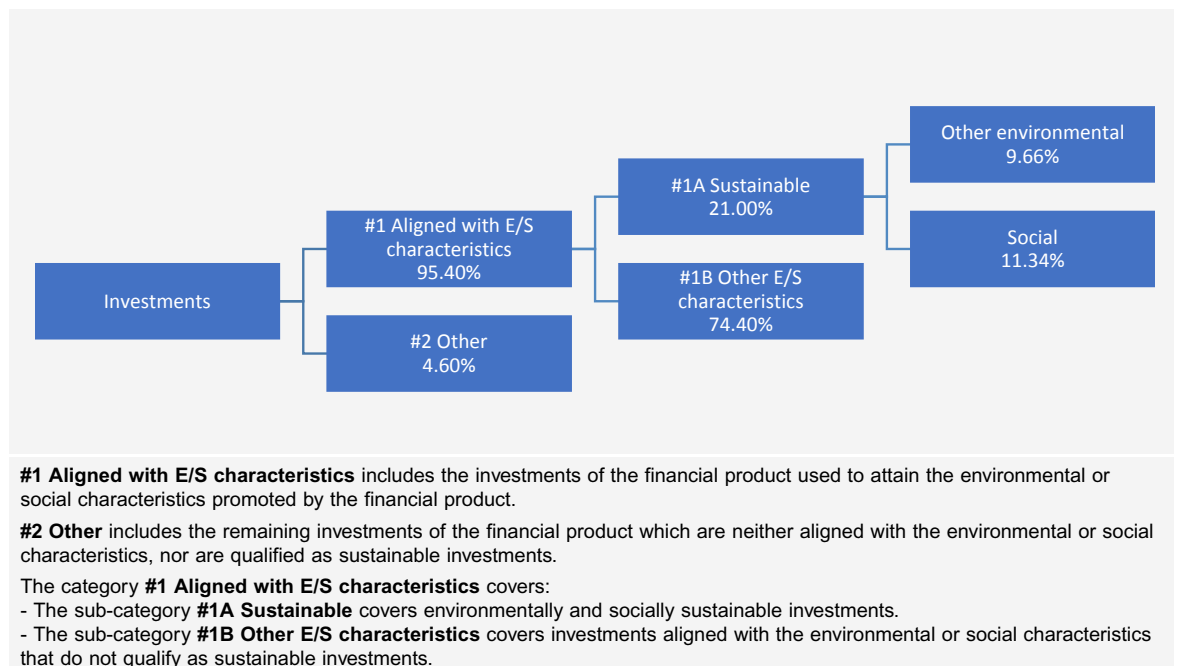 Investments
#1 Aligned with E/S
characteristics
95.40%
#2 Other
4.60%
#1A Sustainable
21.00%
#1B Other E/S
characteristics
74.40%
Other environmental
9.66%
Social
11.34%
#1 Aligned with E/S characteristics includes the investments of the financial product used to attain the environmental or
social characteristics promoted by the financial product.
#2 Other includes the remaining investments of the financial product which are neither aligned with the environmental or social
characteristics, nor are qualified as sustainable investments.
The category #1 Aligned with E/S characteristics covers:
- The sub-category #1A Sustainable covers environmentally and socially sustainable investments.
- The sub-category #1B Other E/S characteristics covers investments aligned with the environmental or social characteristics
that do not qualify as sustainable investments.